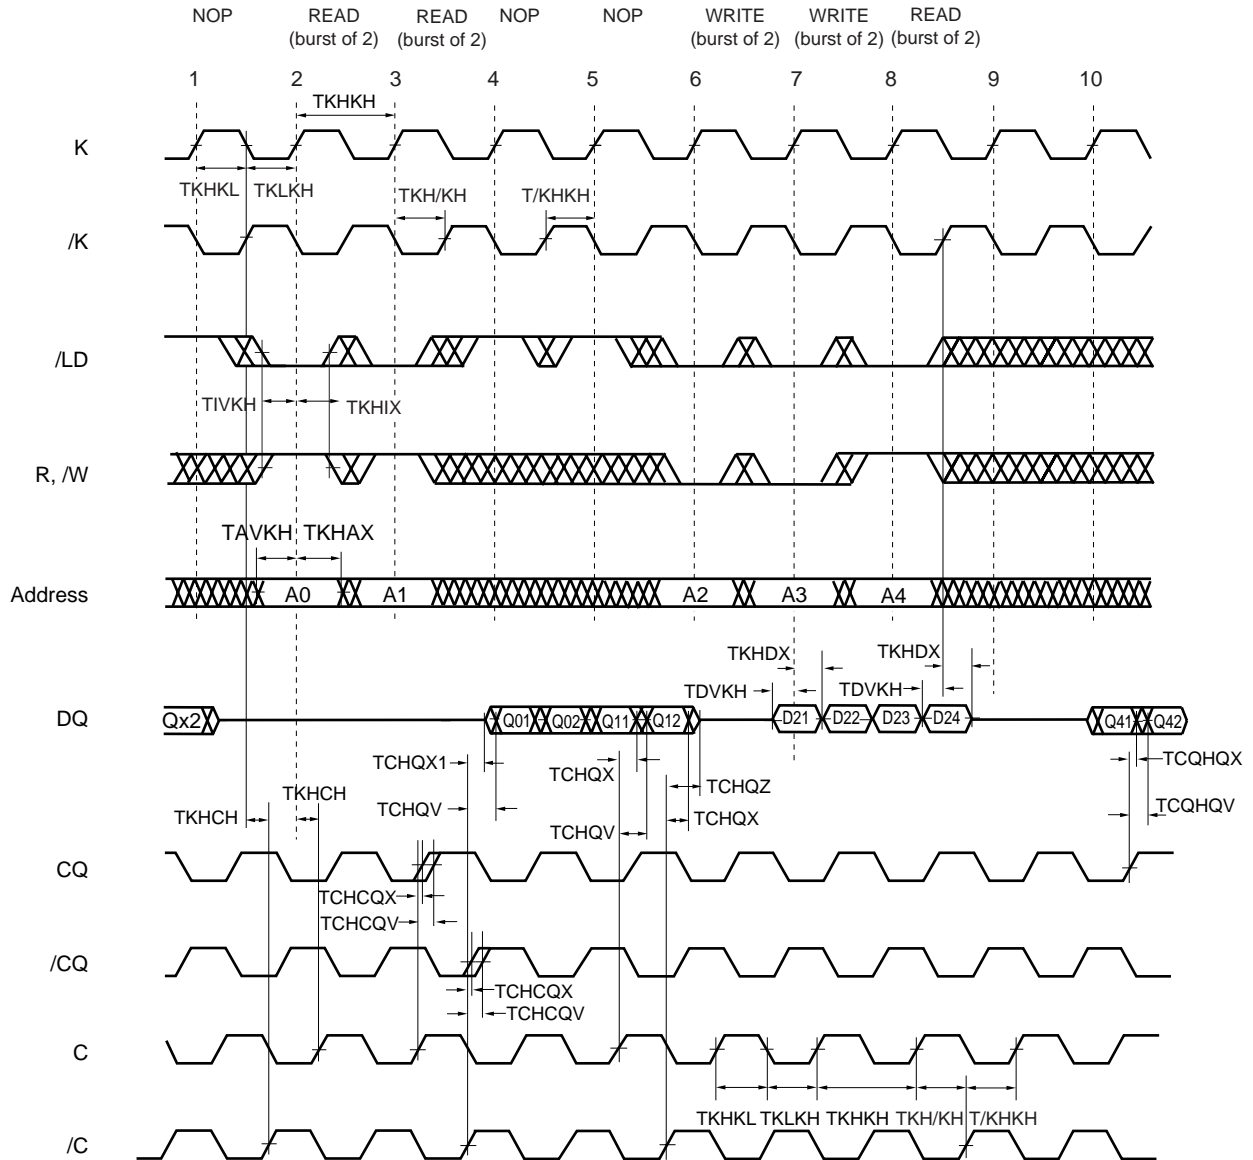 NOP READ READ NOP NOP WRITE WRITE READ
(burst of 2) (burst of 2) (burst of 2) (burst of 2) (burst of 2)
1 2 3 4 5 6 7 8 9 10
TKHKH
K
TKHKL TKLKH TKH/KH T/KHKH
/K
/LD
TIVKH TKHIX
R, /W
TAVKH TKHAX
Address A0 A1 A2 A3 A4
TKHDX TKHDX
TDVKH TDVKH
DQ Qx2 Q01 Q02 Q11 Q12 D21 D22 D23 D24 Q41 Q42
TCHQX1 TCHQX TCHQZ TCQHQX
TKHCH TKHCH TCHQV TCHQV TCHQX TCQHQV
CQ
TCHCQX
TCHCQV
/CQ
TCHCQX
TCHCQV
C
TKHKL TKLKH TKHKH TKH/KH T/KHKH
/C